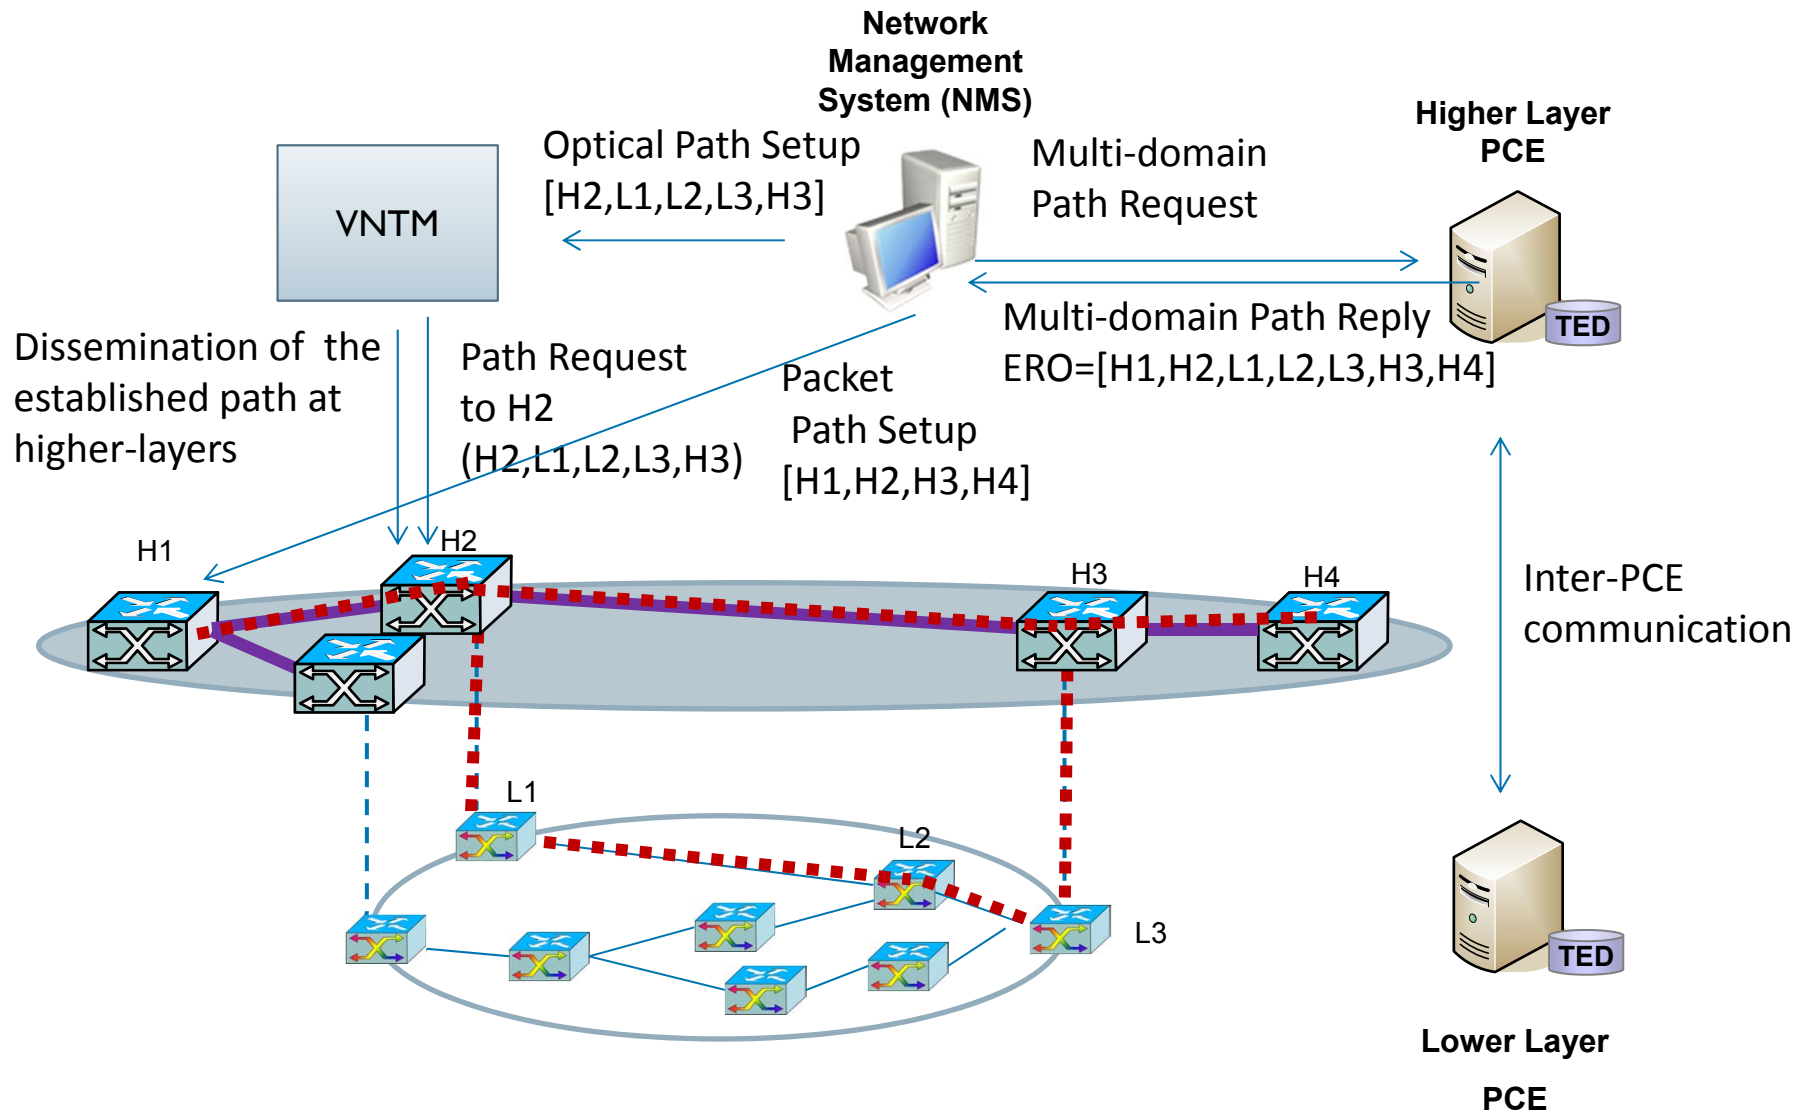 Network
Management
System (NMS)
Higher Layer
PCE
Optical Path Setup
[H2,L1,L2,L3,H3]
Multi-domain
Path Request
VNTM
TED
Multi-domain Path Reply
ERO=[H1,H2,L1,L2,L3,H3,H4]
Dissemination of  the
established path at
higher-layers
Path Request
to H2
(H2,L1,L2,L3,H3)
Packet
Path Setup
[H1,H2,H3,H4]
H1
H2
H3
H4
Inter-PCE
communication
L1
L2
L3
TED
Lower Layer
PCE